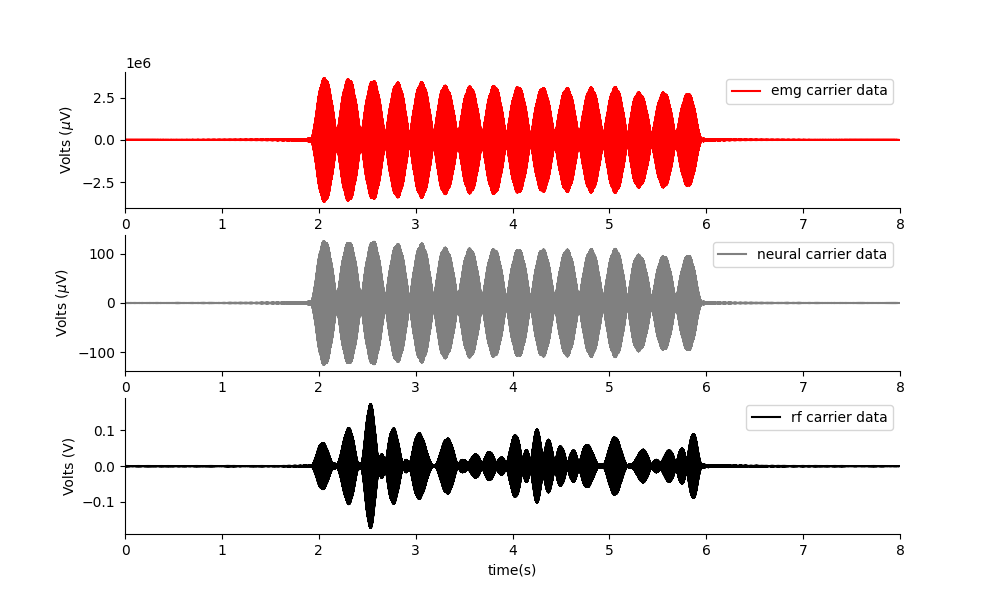 1e6
emg carrier data
2.5
0.0
−2.5
Volts (μV)
0 1 2 3 4 5 6 7 8
neural carrier data
100
0
−100
Volts (μV)
0 1 2 3 4 5 6 7 8
rf carrier data
0.1
0.0
−0.1
Volts (V)
0 1 2 3 4 5 6 7 8
time(s)